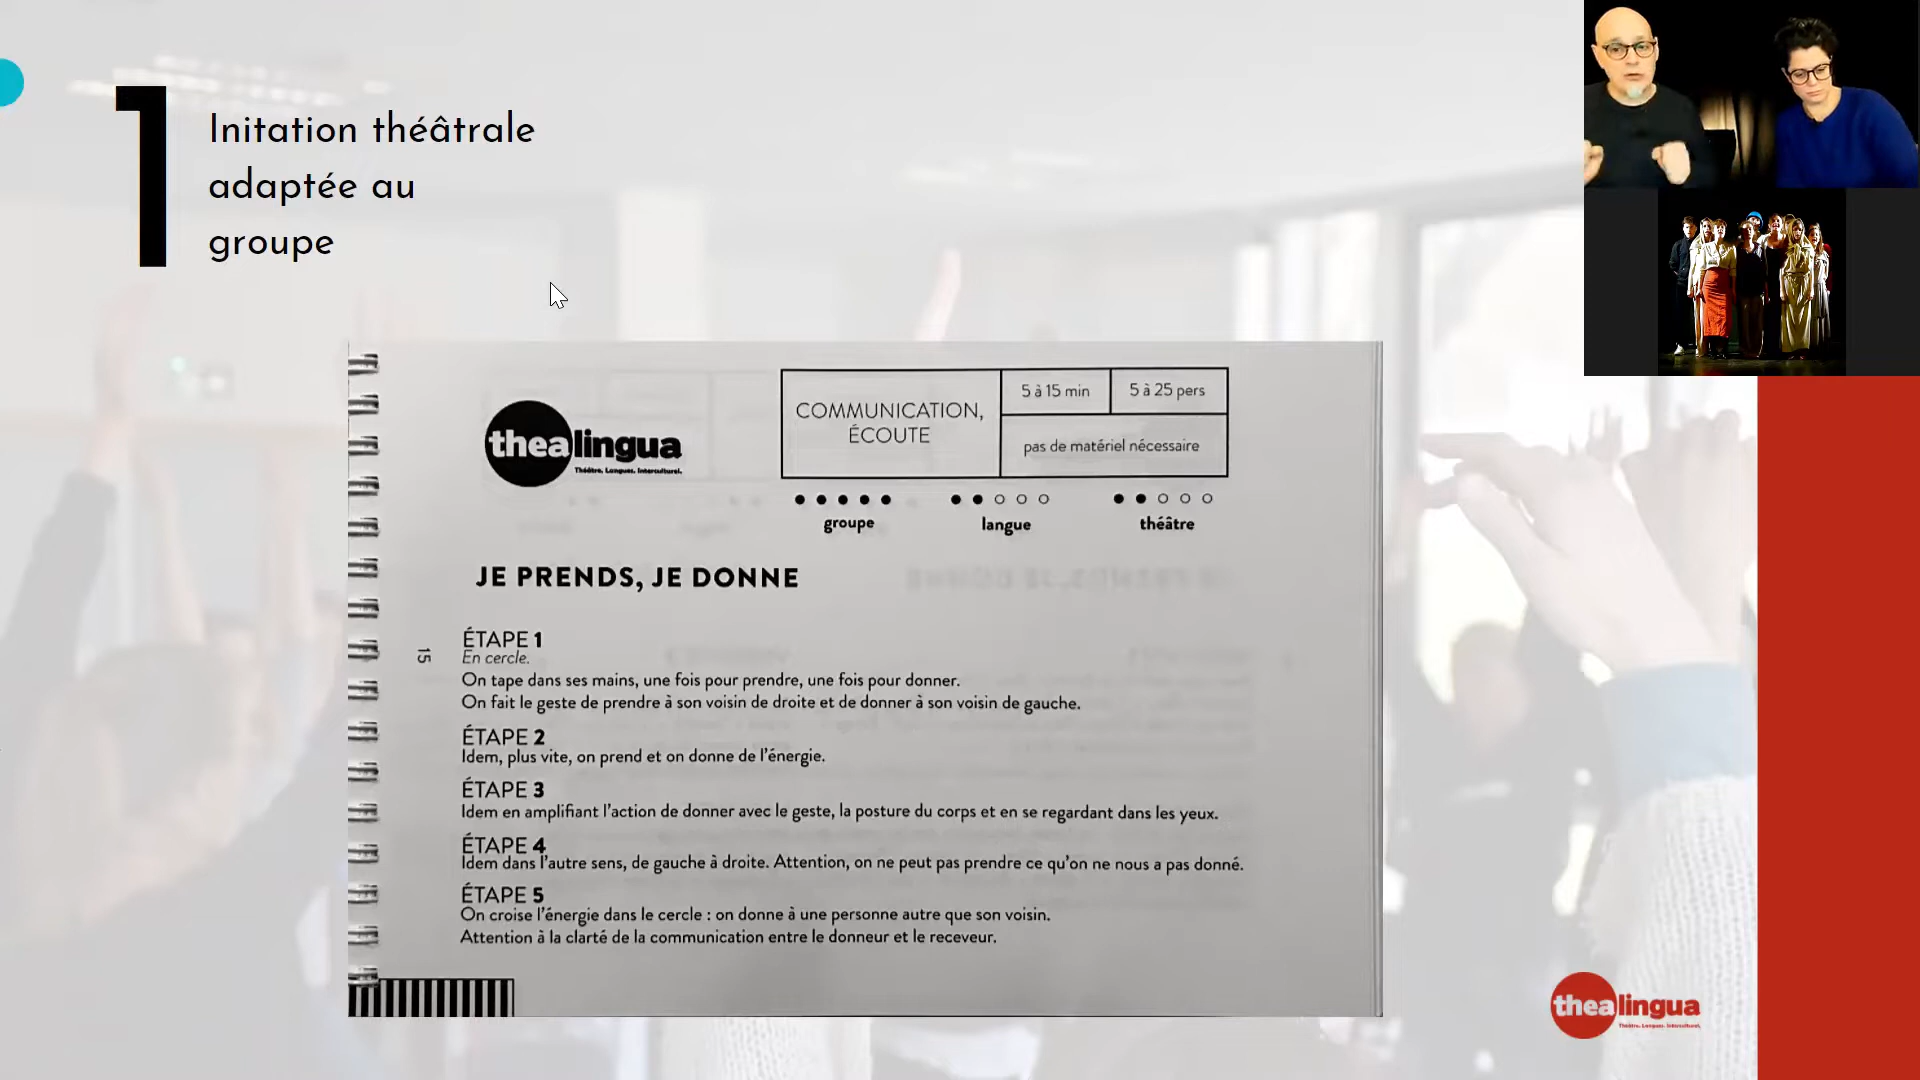 1
Initation théâtrale
adaptée au
groupe
thealingua
Théâtre. Langues. Interculturel.
COMMUNICATION,
ÉCOUTE
5 à 15 min
5 à 25 pers
pas de matériel nécessaire
groupe
langue
théâtre
JE PRENDS, JE DONNE
15
ÉTAPE 1
En cercle.
On tape dans ses mains, une fois pour prendre, une fois pour donner.
On fait le geste de prendre à son voisin de droite et de donner à son voisin de gauche.
ÉTAPE 2
Idem, plus vite, on prend et on donne de l'énergie.
ÉTAPE 3
Idem en amplifiant l'action de donner avec le geste, la posture du corps et en se regardant dans les yeux.
ÉTAPE 4
Idem dans l'autre sens, de gauche à droite. Attention, on ne peut pas prendre ce qu'on ne nous a pas donné.
ÉTAPE 5
On croise l'énergie dans le cercle : on donne à une personne autre que son voisin.
Attention à la clarté de la communication entre le donneur et le receveur.
thealingua
Théâtre. Langues. Interculturel.